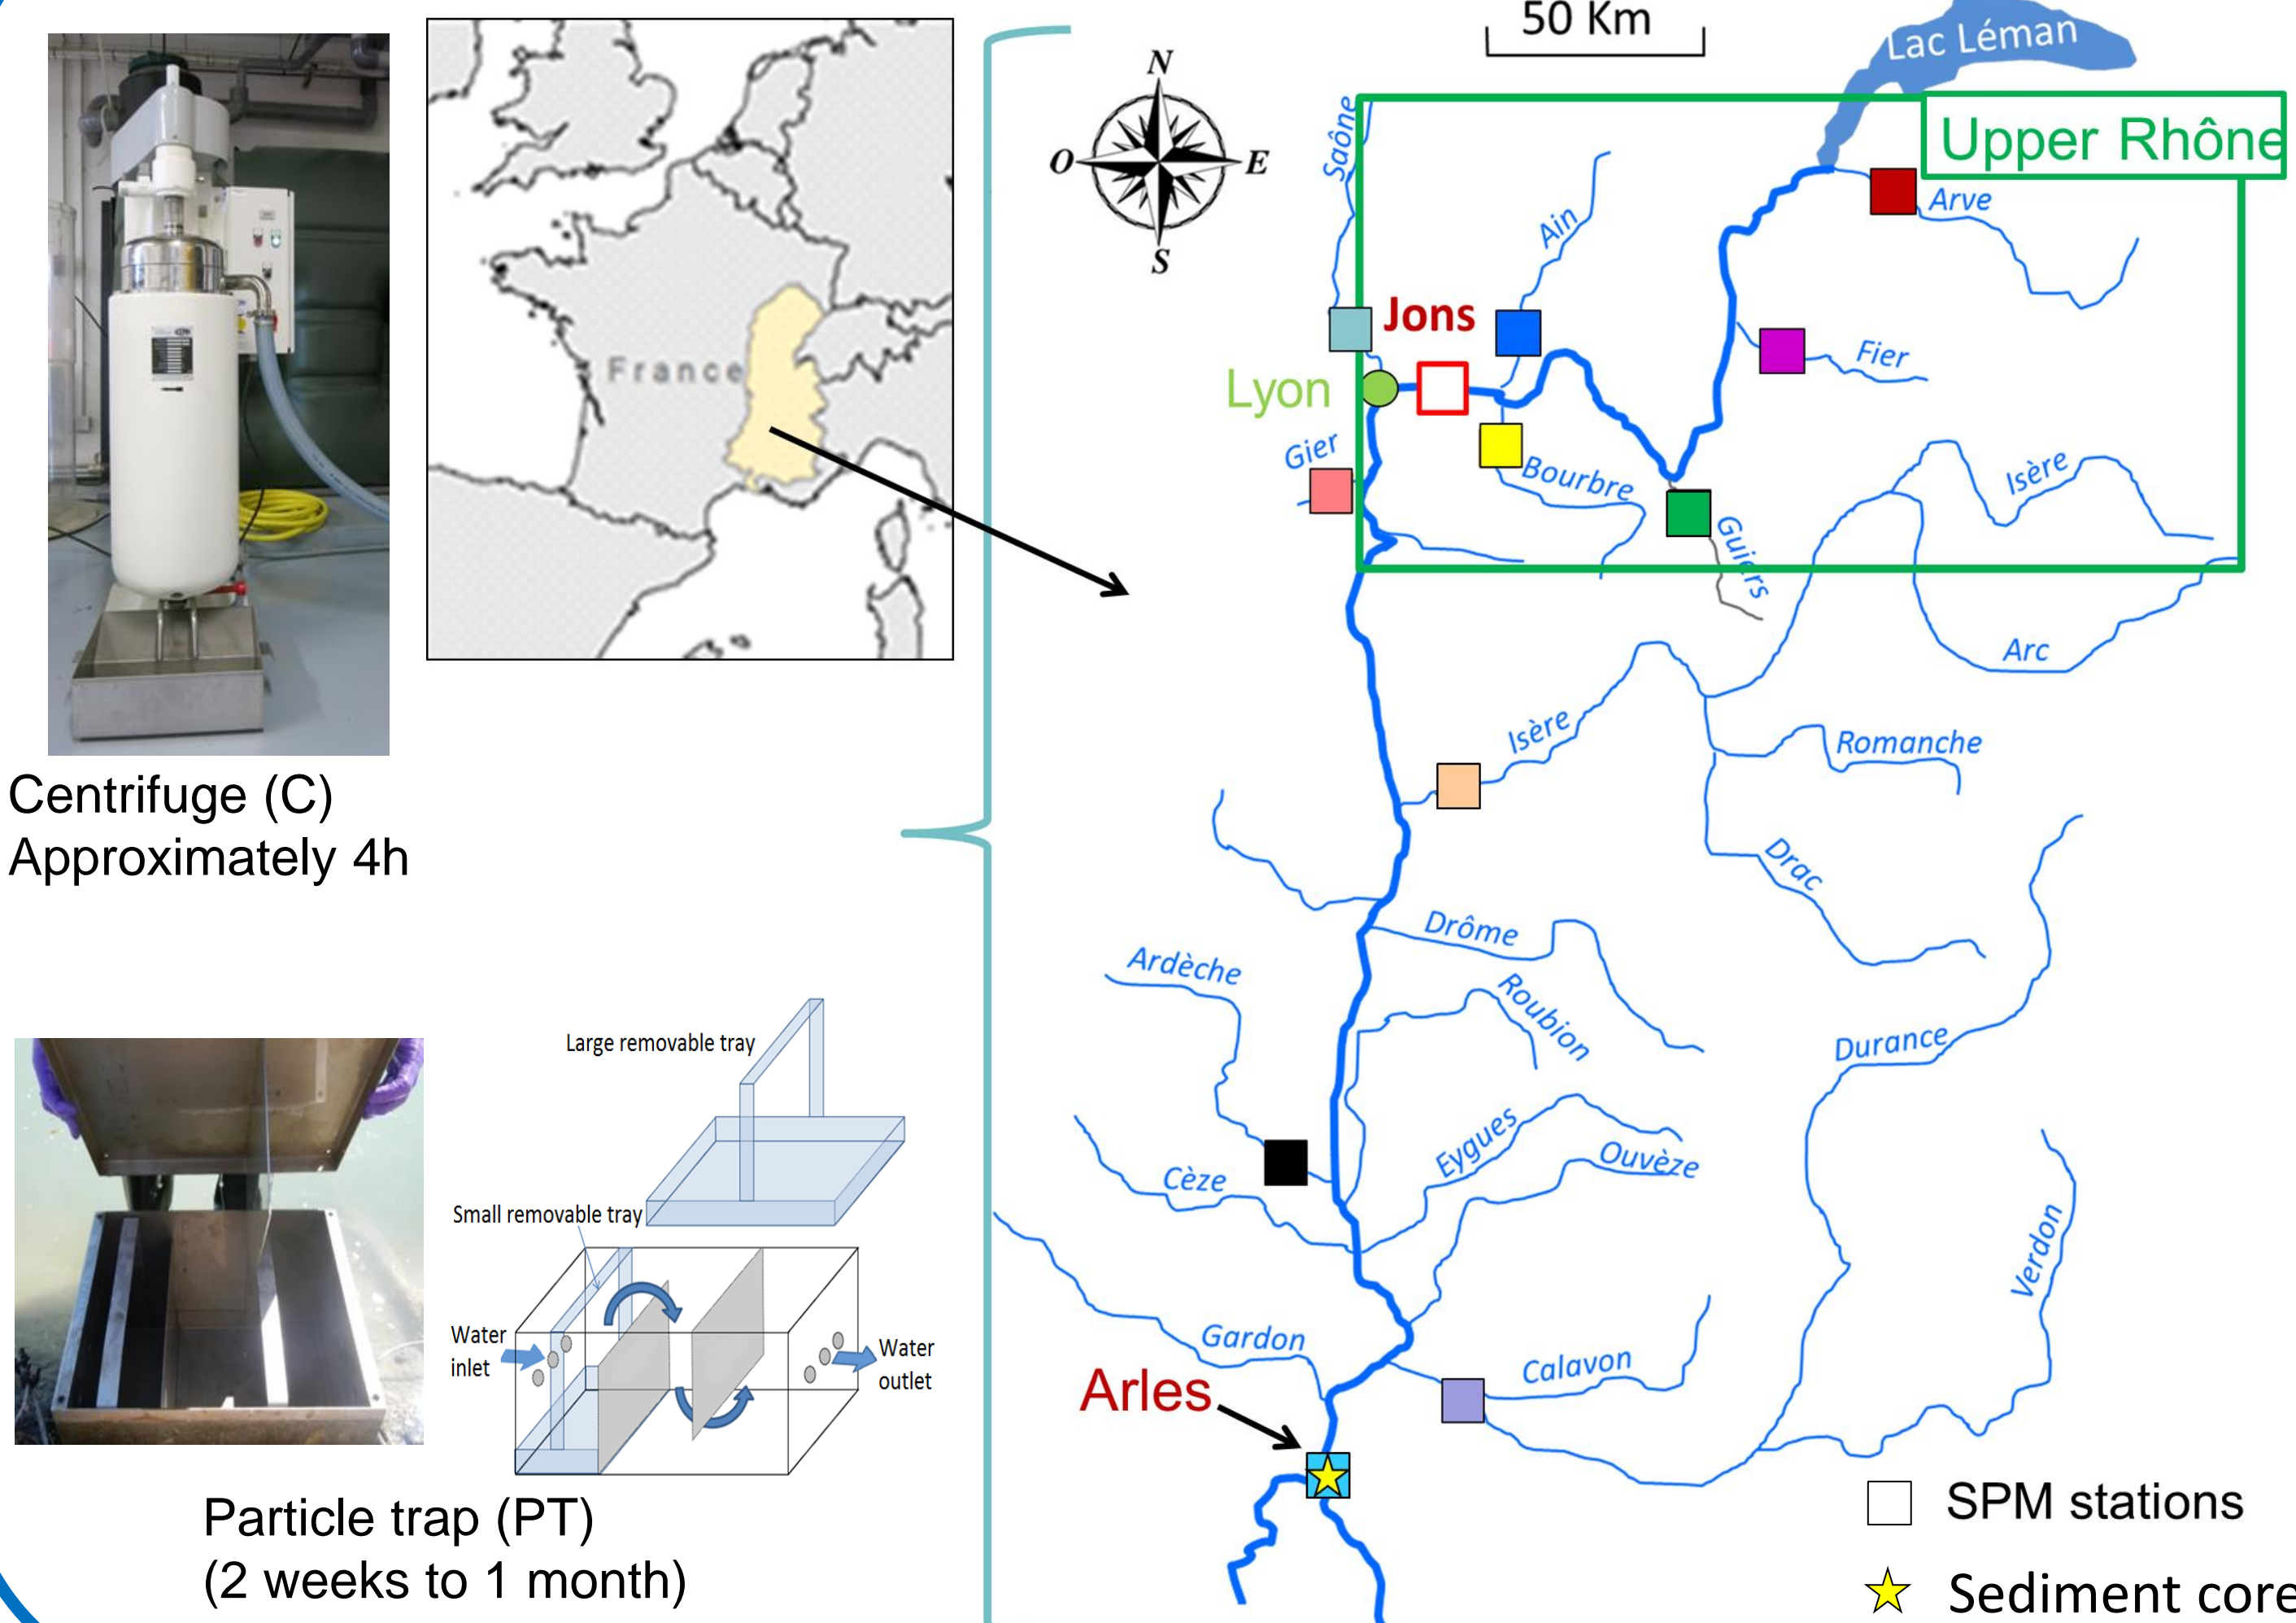 50 Km
Lac Léman
N
O
E
S
Upper Rhône
Saône
Ain
Arve
Jons
Fier
Lyon
Gier
Bourbre
Guiers
Isère
Arc
France
Isère
Romanche
Drac
Centrifuge (C)
Approximately 4h
Drôme
Ardèche
Roubion
Durance
Large removable tray
Eygues
Ouvèze
Cèze
Small removable tray
Verdon
Water
inlet
Water
outlet
Gardon
Calavon
Arles
Particle trap (PT)
(2 weeks to 1 month)
SPM stations
Sediment core